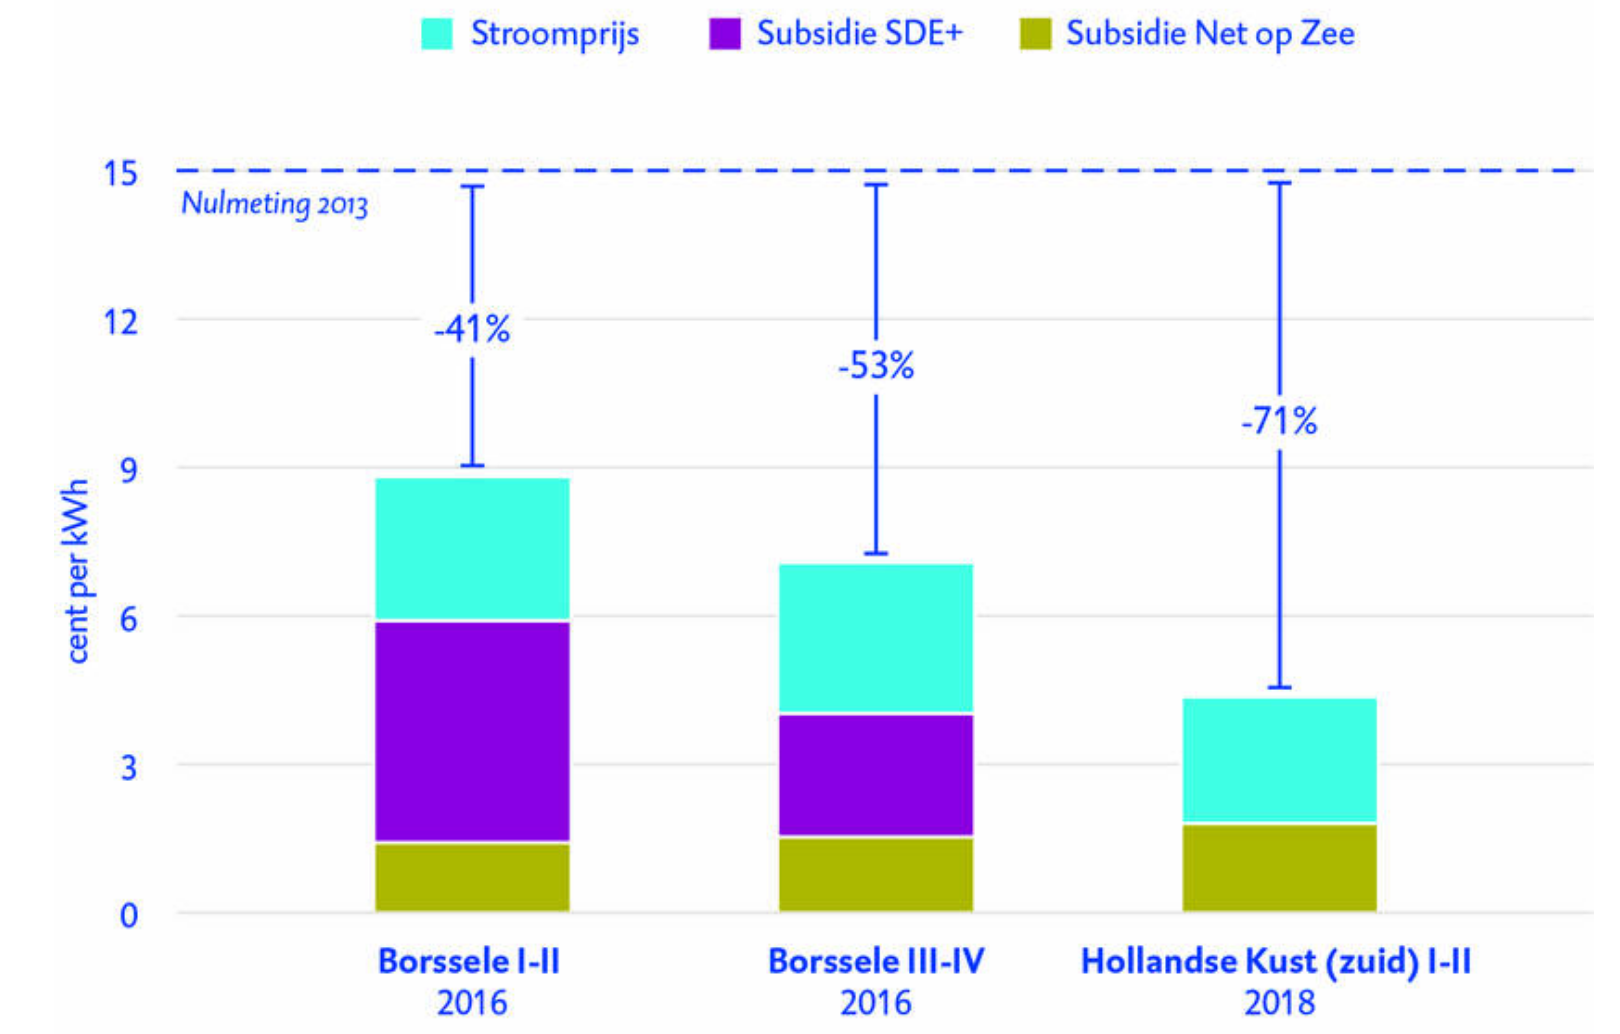 Stroomprijs Subsidie SDE+ Subsidie Net op Zee
15
Nulmeting 2013
12
9
6
3
0
cent per kWh
-41%
-53%
-71%
Borssele I-II
2016
Borssele III-IV
2016
Hollandse Kust (zuid) I-II
2018